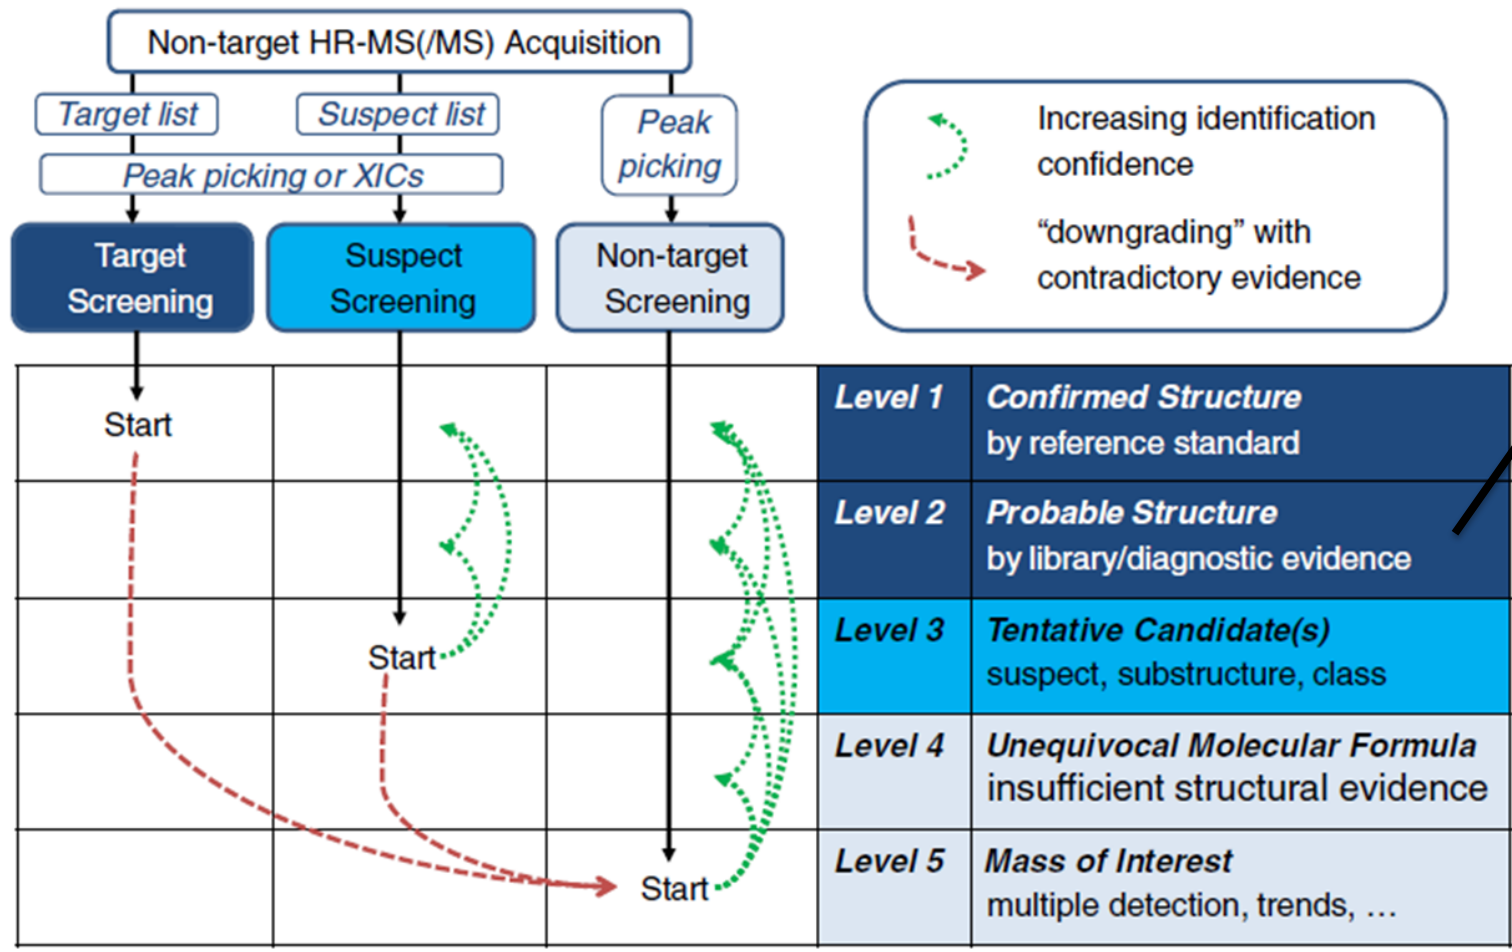 Non-target HR-MS(/MS) Acquisition
Target list
Suspect list
Peak
picking
Peak picking or XICs
Target
Screening
Suspect
Screening
Non-target
Screening
Increasing identification
confidence
“downgrading” with
contradictory evidence
Start
Start
Start
Level 1
Confirmed Structure
by reference standard
Level 2
Probable Structure
by library/diagnostic evidence
Level 3
Tentative Candidate(s)
suspect, substructure, class
Level 4
Unequivocal Molecular Formula
insufficient structural evidence
Level 5
Mass of Interest
multiple detection, trends, …